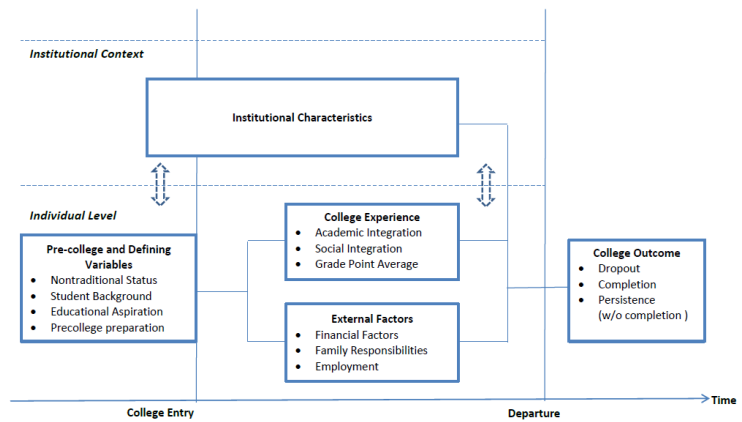 Institutional Context
Institutional Characteristics
Individual Level
Pre-college and Defining
Variables
• Nontraditional Status
• Student Background
• Educational Aspiration
• Precollege preparation
College Experience
• Academic Integration
• Social Integration
• Grade Point Average
External Factors
• Financial Factors
• Family Responsibilities
• Employment
College Outcome
• Dropout
• Completion
• Persistence
(w/o completion )
Time
College Entry
Departure